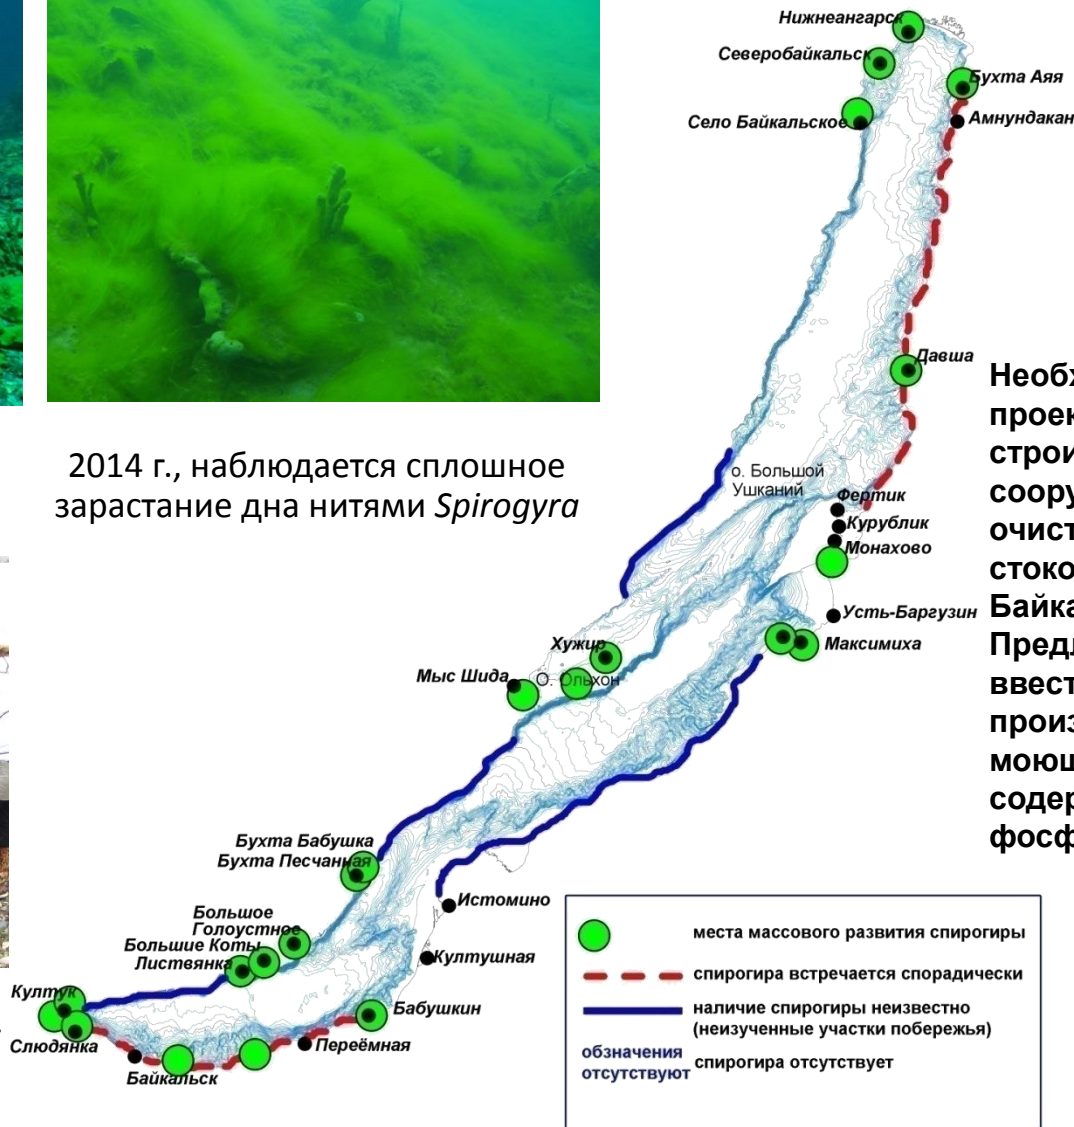 Нижнеангарск
Северобайкальск
Бухта Аяя
Село Байкальское
Амнундакан
Давша
2014 г., наблюдается сплошное
зарастание дна нитями Spirogyra
о. Большой
Ушканий
Фертик
Курублик
Монахово
Усть-Баргузин
Максимиха
Хужир
Мыс Шида
О. Ольхон
Бухта Бабушка
Бухта Песчанная
Истомино
Большое
Голоустное
Большие Коты
Листвянка
Култушная
Култук
Слюдянка
Бабушкин
Переёмная
Байкальск
места массового развития спирогиры
спирогира встречается спорадически
наличие спирогиры неизвестно
(неизученные участки побережья)
обзначения
отсутствуют
спирогира отсутствует